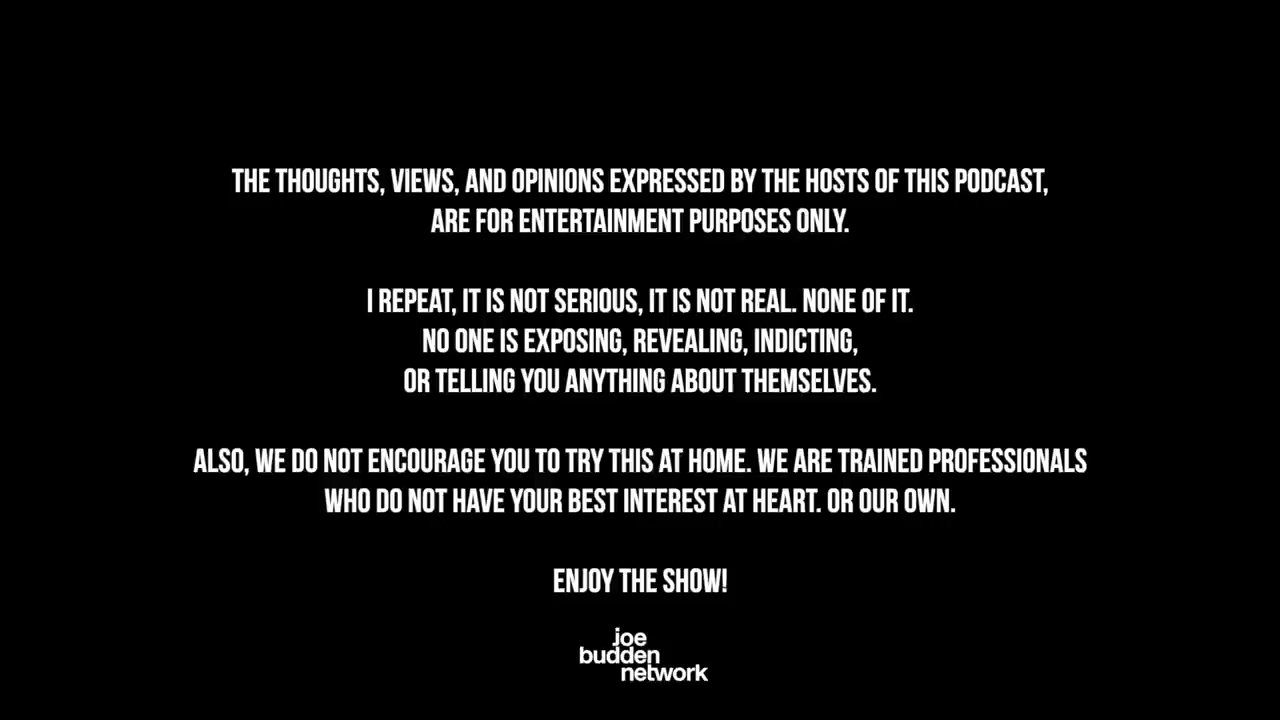 THE THOUGHTS, VIEWS, AND OPINIONS EXPRESSED BY THE HOSTS OF THIS PODCAST,
ARE FOR ENTERTAINMENT PURPOSES ONLY.
I REPEAT, IT IS NOT SERIOUS, IT IS NOT REAL. NONE OF IT.
NO ONE IS EXPOSING, REVEALING, INDICTING,
OR TELLING YOU ANYTHING ABOUT THEMSELVES.
ALSO, WE DO NOT ENCOURAGE YOU TO TRY THIS AT HOME. WE ARE TRAINED PROFESSIONALS
WHO DO NOT HAVE YOUR BEST INTEREST AT HEART. OR OUR OWN.
ENJOY THE SHOW!
joe
budden
network